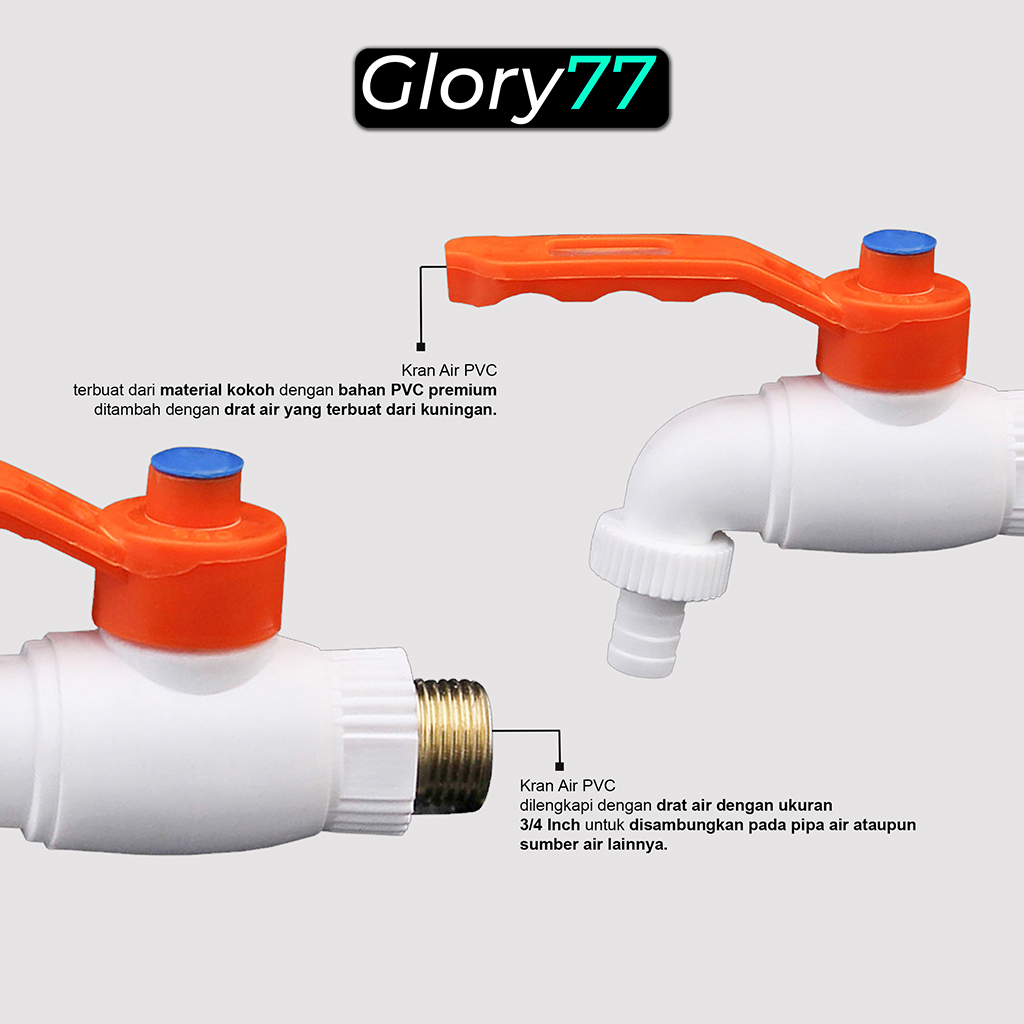 Glory77
Kran Air PVC
terbuat dari material kokoh dengan bahan PVC premium
ditambah dengan drat air yang terbuat dari kuningan.
Kran Air PVC
dilengkapi dengan drat air dengan ukuran
3/4 Inch untuk disambungkan pada pipa air ataupun
sumber air lainnya.